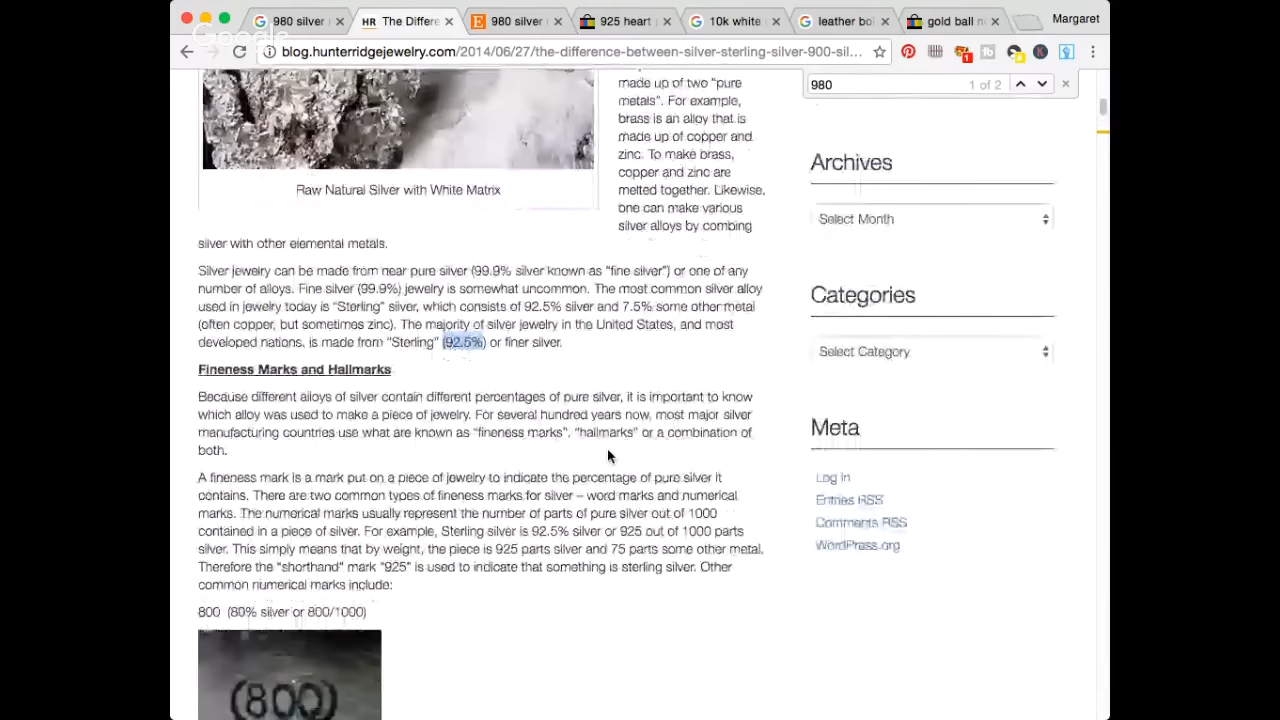 980 silver
HR The Differe
980 silver
925 heart
10k white
leather bo
gold ball n
Margaret
Google
blog.hunterridgejewelry.com/2014/06/27/the-difference-between-silver-sterling-silver-900-sil...
980
1 of 2
made up of two “pure
metals”. For example,
brass is an alloy that is
made up of copper and
zinc. To make brass,
copper and zinc are
melted together. Likewise,
one can make various
silver alloys by combing
silver with other elemental metals.
Raw Natural Silver with White Matrix
Silver jewelry can be made from near pure silver (99.9% silver known as “fine silver”) or one of any
number of alloys. Fine silver (99.9%) jewelry is somewhat uncommon. The most common silver alloy
used in jewelry today is “Sterling” silver, which consists of 92.5% silver and 7.5% some other metal
(often copper, but sometimes zinc). The majority of silver jewelry in the United States, and most
developed nations, is made from “Sterling” (92.5%) or finer silver.
Fineness Marks and Hallmarks
Because different alloys of silver contain different percentages of pure silver, it is important to know
which alloy was used to make a piece of jewelry. For several hundred years now, most major silver
manufacturing countries use what are known as “fineness marks”, “hallmarks” or a combination of
both.
A fineness mark is a mark put on a piece of jewelry to indicate the percentage of pure silver it
contains. There are two common types of fineness marks for silver – word marks and numerical
marks. The numerical marks usually represent the number of parts of pure silver out of 1000
contained in a piece of silver. For example, Sterling silver is 92.5% silver or 925 out of 1000 parts
silver. This simply means that by weight, the piece is 925 parts silver and 75 parts some other metal.
Therefore the “shorthand” mark “925” is used to indicate that something is sterling silver. Other
common numerical marks include:
800 (80% silver or 800/1000)
(800)
Archives
Select Month
Categories
Select Category
Meta
Log in
Entries RSS
Comments RSS
WordPress.org